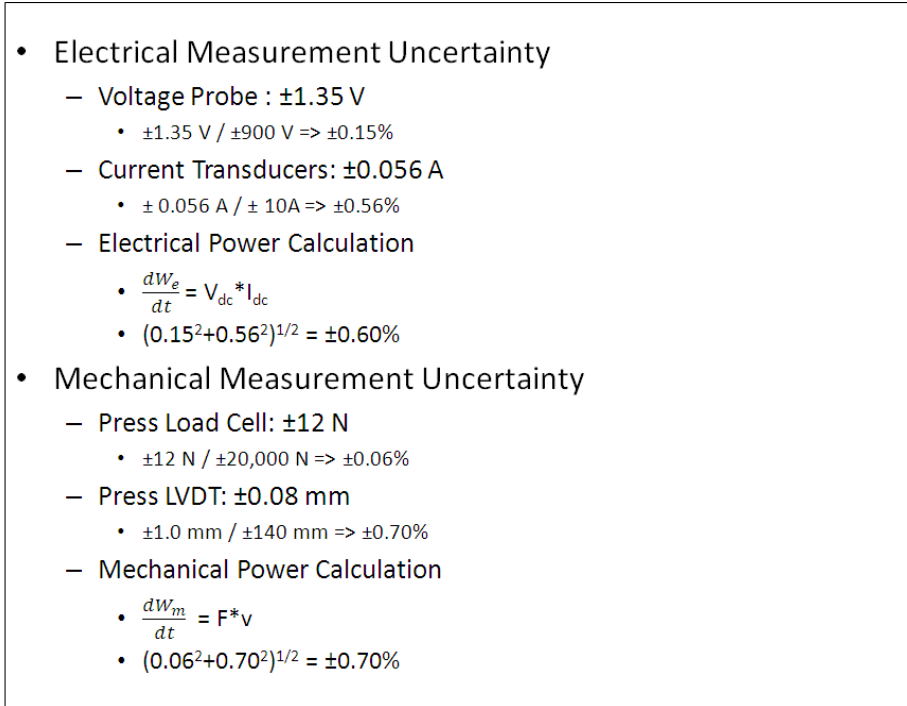 • Electrical Measurement Uncertainty
– Voltage Probe : ±1.35 V
• ±1.35 V / ±900 V => ±0.15%
– Current Transducers: ±0.056 A
• ± 0.056 A / ± 10A => ±0.56%
– Electrical Power Calculation
• dWₑ/dt = V_dc*I_dc
• (0.15²+0.56²)^1/2 = ±0.60%
• Mechanical Measurement Uncertainty
– Press Load Cell: ±12 N
• ±12 N / ±20,000 N => ±0.06%
– Press LVDT: ±0.08 mm
• ±1.0 mm / ±140 mm => ±0.70%
– Mechanical Power Calculation
• dWₘ/dt = F*v
• (0.06²+0.70²)^1/2 = ±0.70%